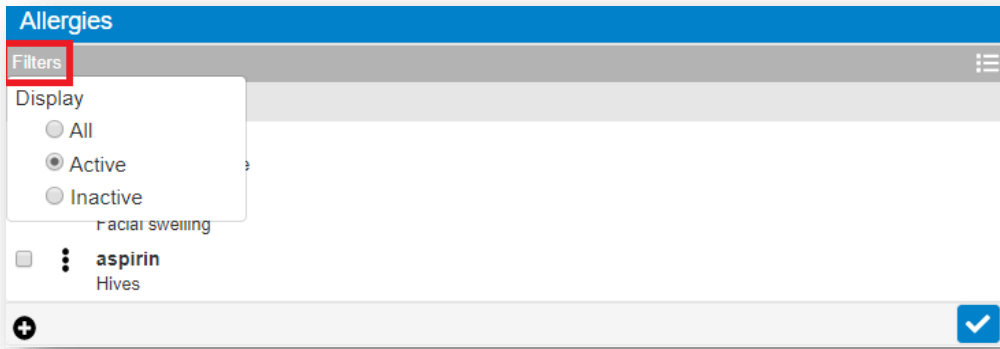 Allergies
Filters
Display
All
Active
Inactive
Facial swelling
aspirin
Hives